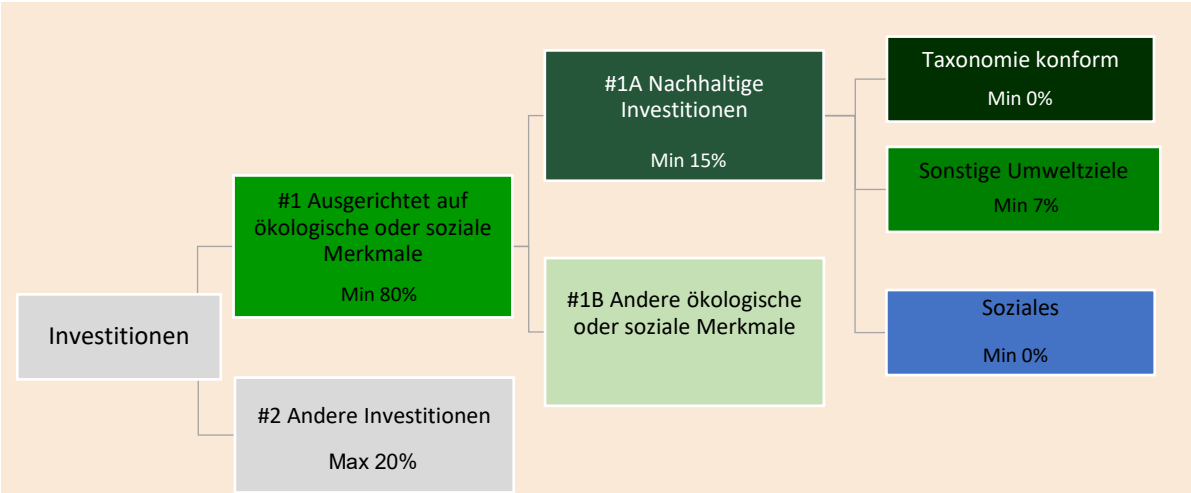 Investitionen
#1 Ausgerichtet auf
ökologische oder soziale
Merkmale
Min 80%
#2 Andere Investitionen
Max 20%
#1A Nachhaltige
Investitionen
Min 15%
#1B Andere ökologische
oder soziale Merkmale
Taxonomie konform
Min 0%
Sonstige Umweltziele
Min 7%
Soziales
Min 0%